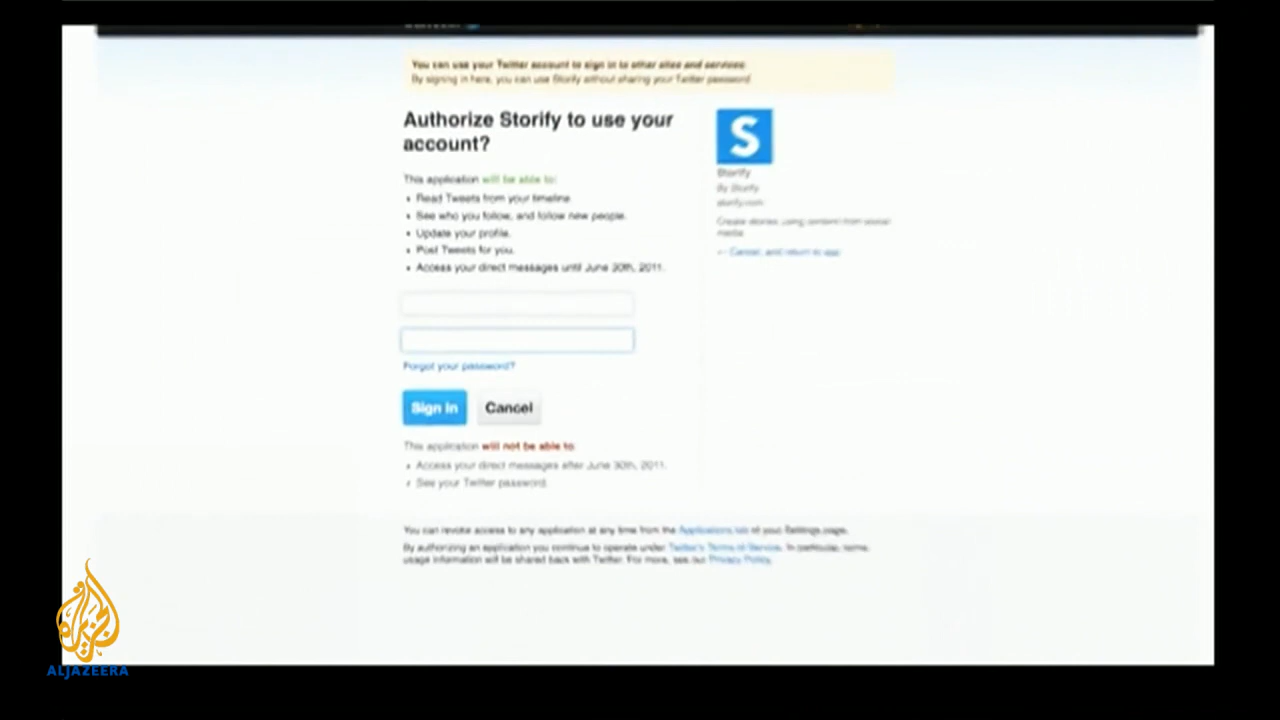 You can use your Twitter account to sign in to other sites and services.
By signing in here, you can use Storify without sharing your Twitter password.
Authorize Storify to use your
account?
This application will be able to:
• Read Tweets from your timeline.
• See who you follow, and follow new people.
• Update your profile.
• Post Tweets for you.
• Access your direct messages until June 30th, 2011.
Forgot your password?
Sign In
Cancel
This application will not be able to:
• Access your direct messages after June 30th, 2011.
• See your Twitter password.
You can revoke access to any application at any time from the Applications tab of your Settings page.
By authorizing an application you continue to operate under Twitter's Terms of Service. In particular, some
usage information will be shared back with Twitter. For more, see our Privacy Policy.
S
Storify
By Storify
storify.com
Create stories using content from social
media.
← Cancel, and return to app
الجزيرة
ALJAZEERA